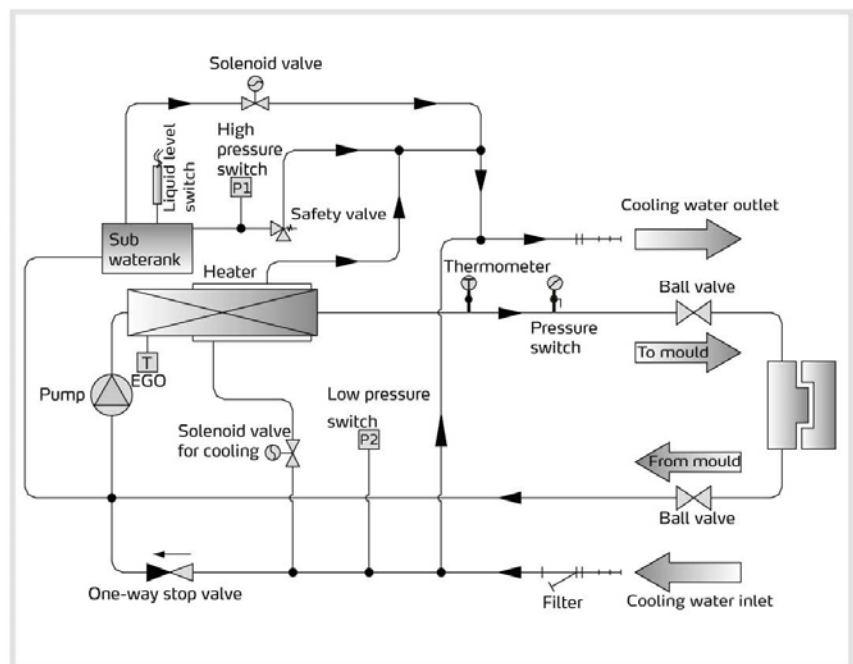 Solenoid valve
High
pressure
switch
P1
Liquid level
switch
Safety valve
Cooling water outlet
Sub
waterank
Heater
Thermometer
T
Ball valve
Pressure
switch
To mould
T
EGO
Pump
Low pressure
switch
P2
Solenoid valve
for cooling
From mould
Ball valve
One-way stop valve
Filter
Cooling water inlet